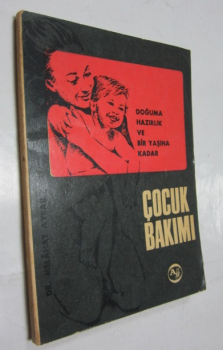 DOĞUMA
HAZIRLIK
VE
BİR YAŞINA
KADAR
ÇOCUK
BAKIMI